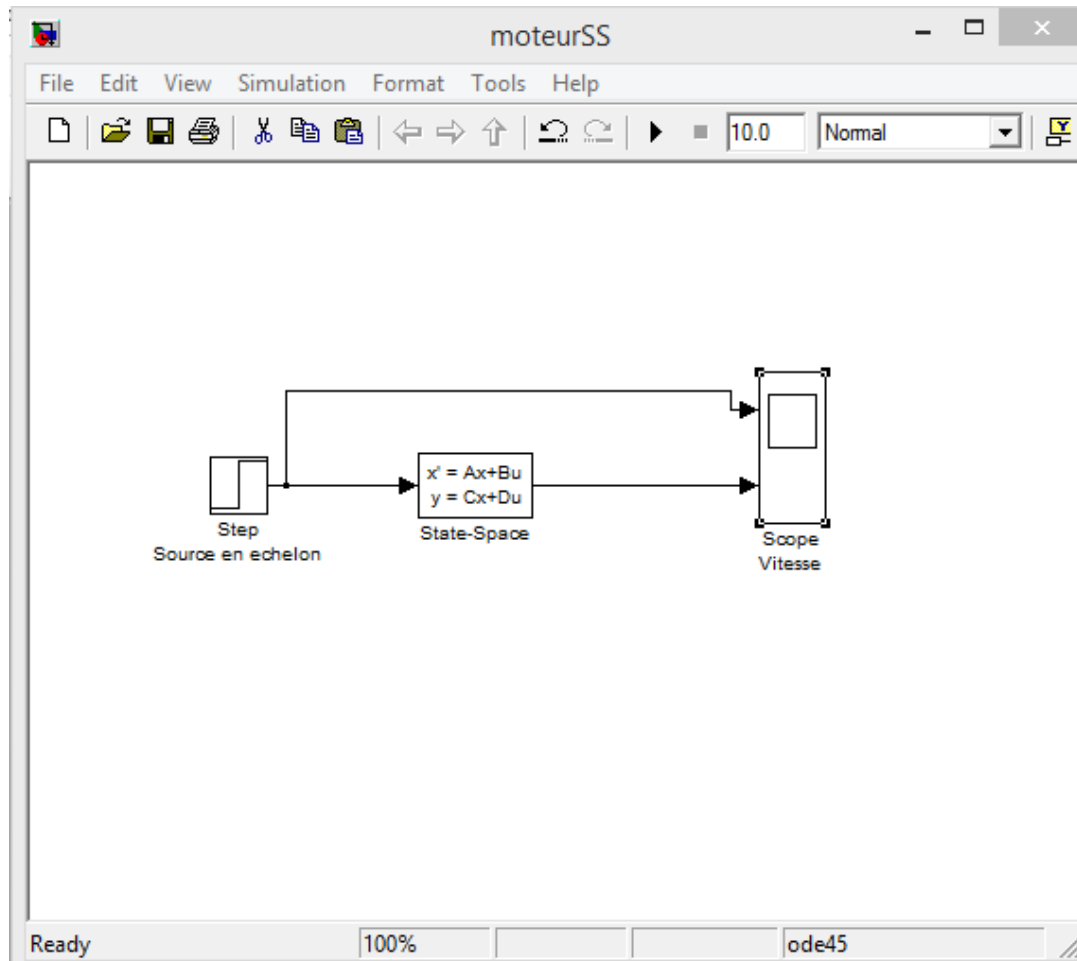 moteurSS
File Edit View Simulation Format Tools Help
10.0 Normal
x' = Ax+Bu
y = Cx+Du
Step
Source en echelon
State-Space
Scope
Vitesse
Ready 100% ode45